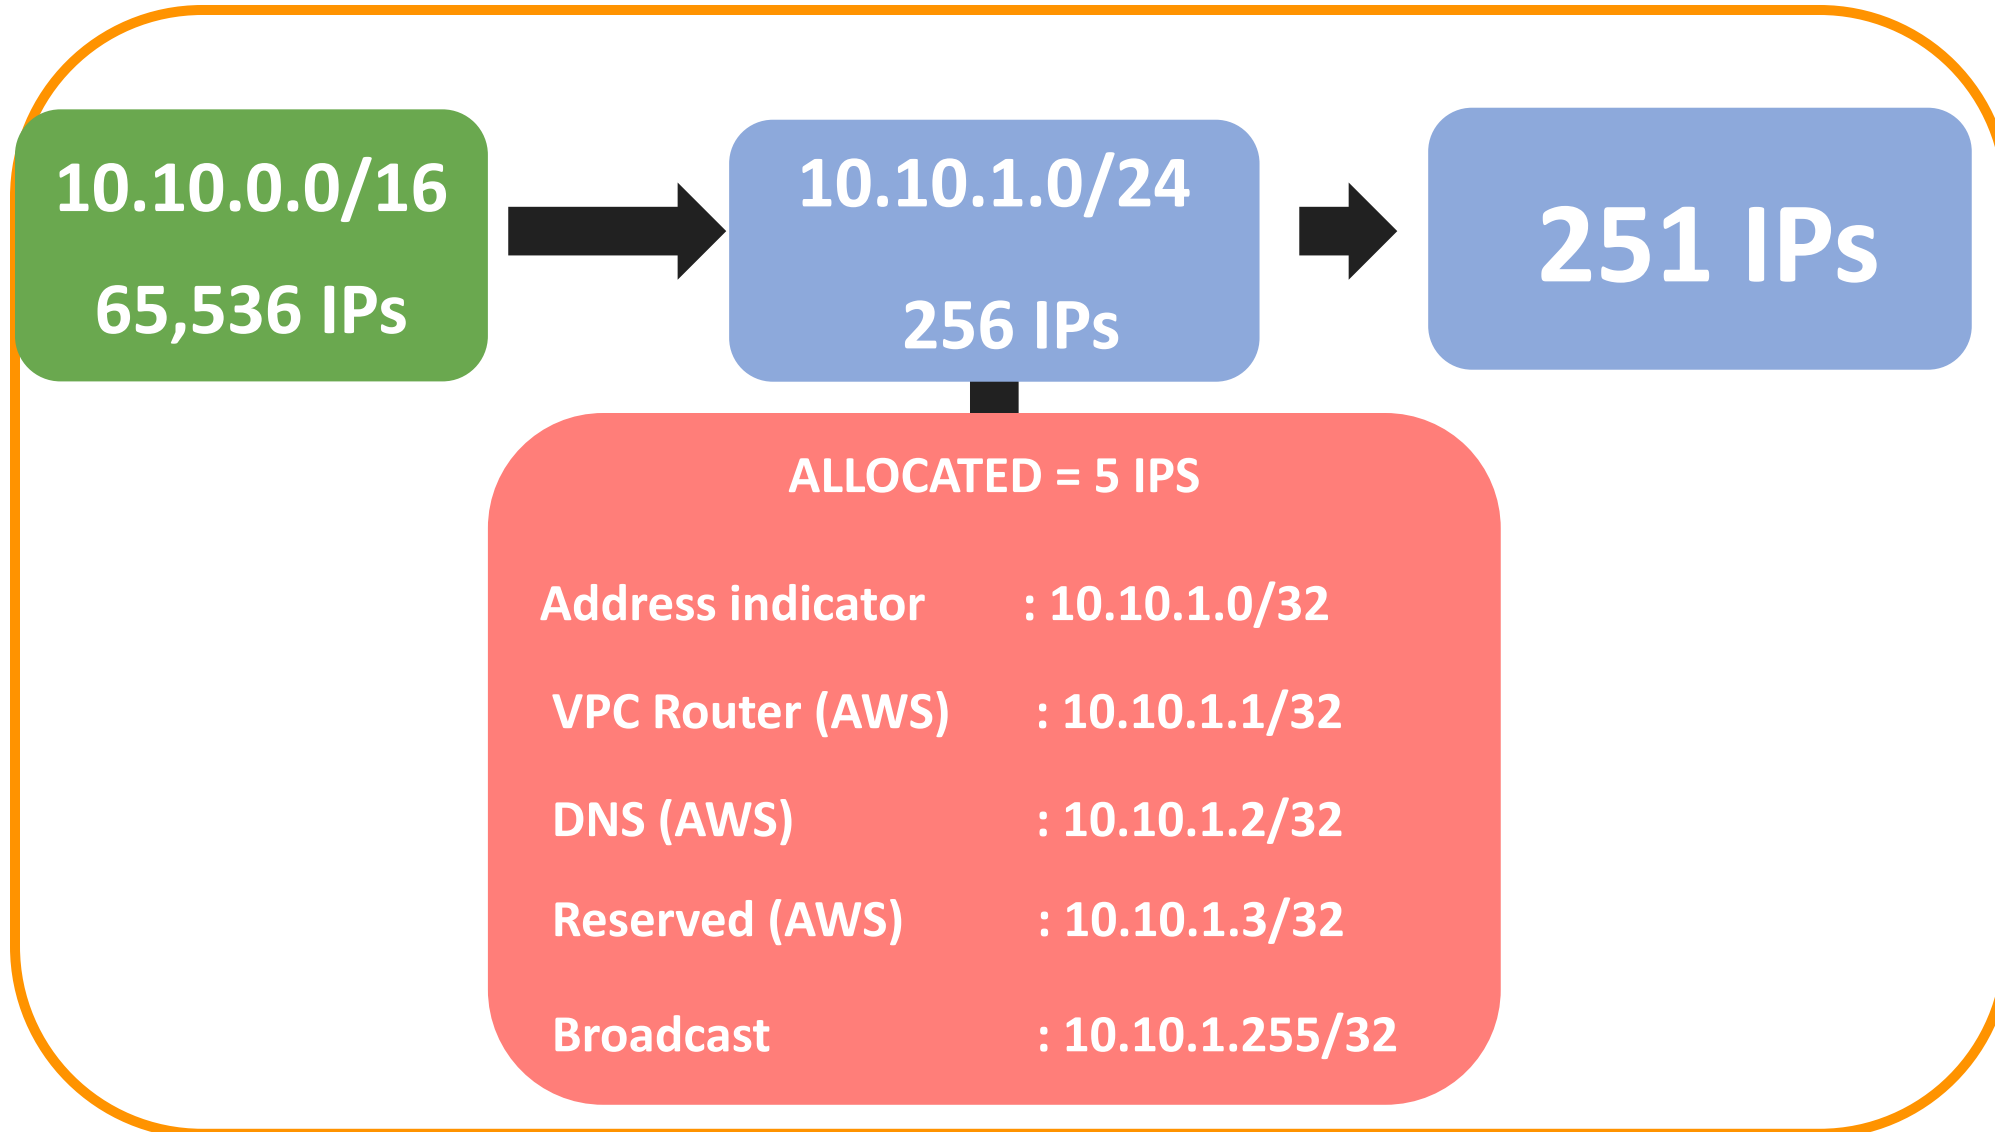 10.10.0.0/16
65,536 IPs
10.10.1.0/24
256 IPs
251 IPs
ALLOCATED = 5 IPS
Address indicator : 10.10.1.0/32
VPC Router (AWS) : 10.10.1.1/32
DNS (AWS) : 10.10.1.2/32
Reserved (AWS) : 10.10.1.3/32
Broadcast : 10.10.1.255/32